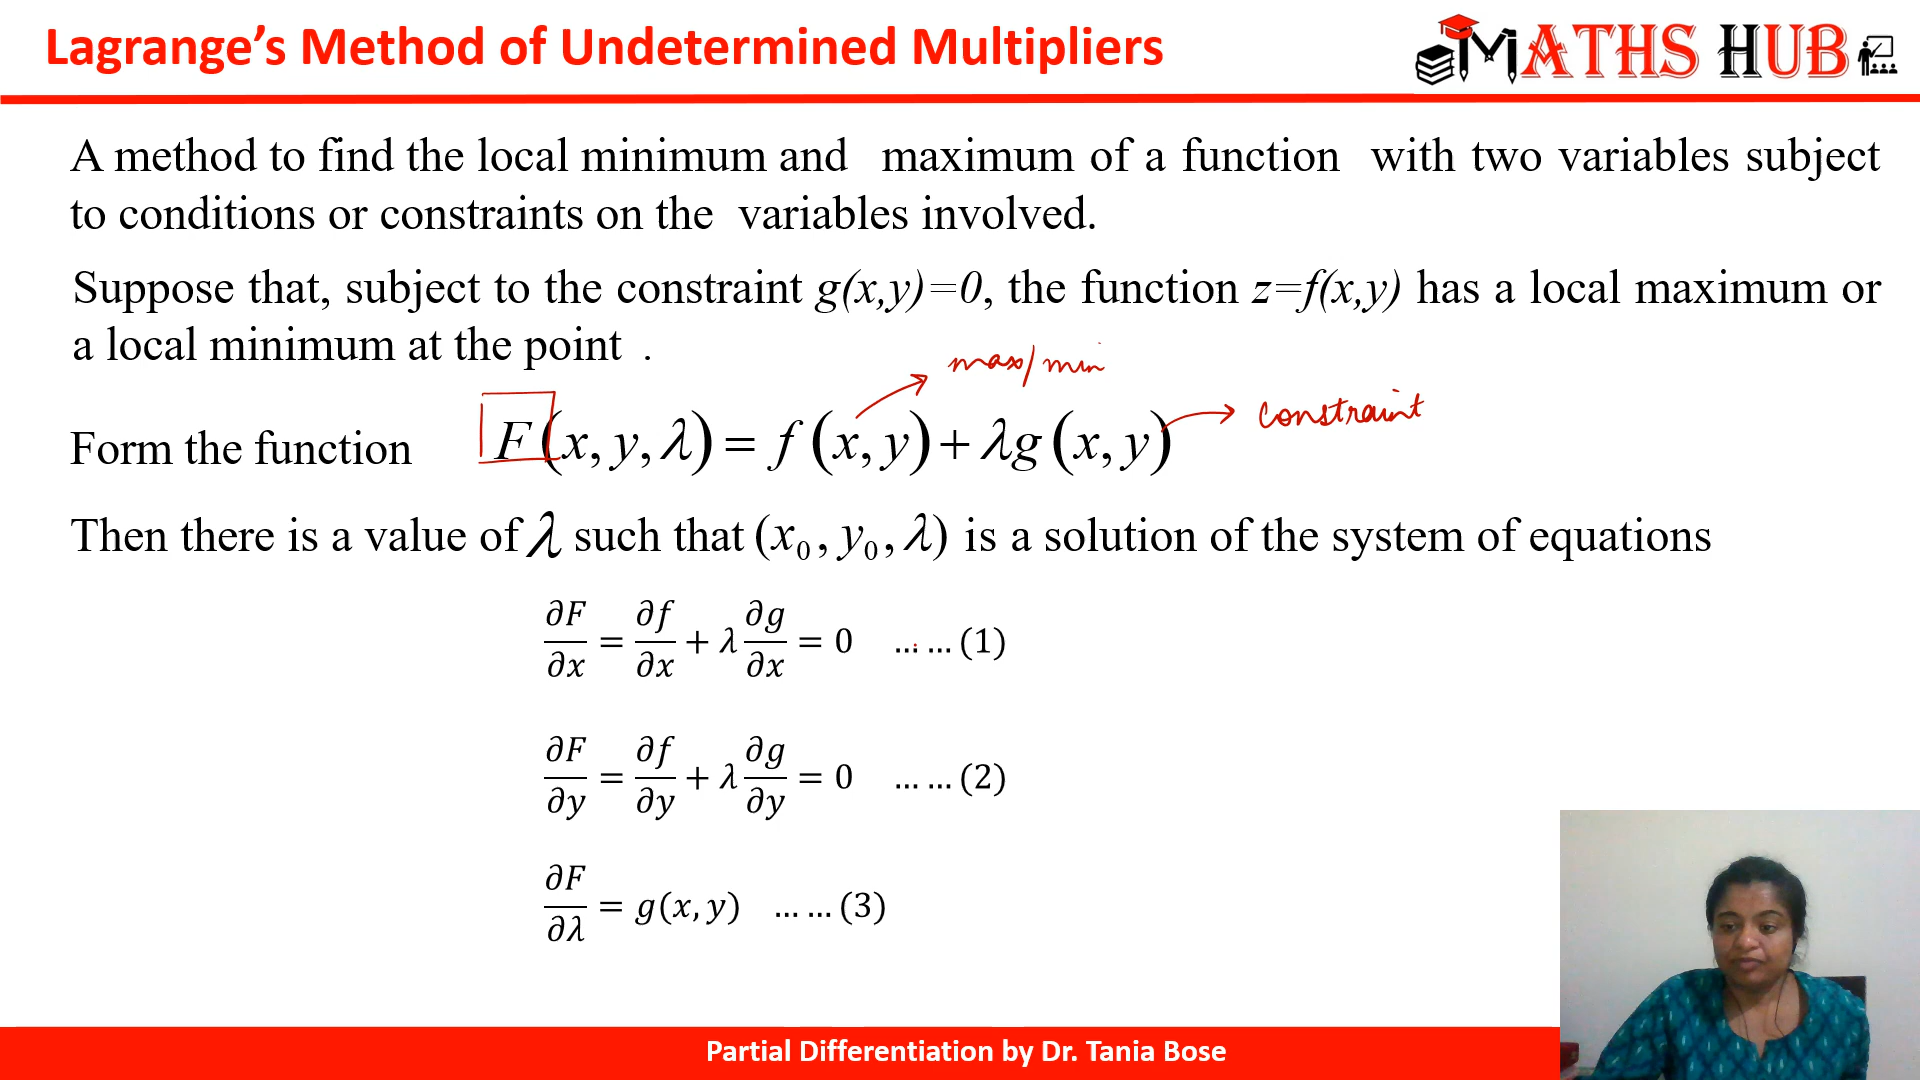 Lagrange's Method of Undetermined Multipliers
MATHS HUB
A method to find the local minimum and maximum of a function with two variables subject
to conditions or constraints on the variables involved.
Suppose that, subject to the constraint g(x,y)=0, the function z=f(x,y) has a local maximum or
a local minimum at the point .
max/min
constraint
Form the function F(x, y, λ) = f(x, y) + λg(x, y)
Then there is a value of λ such that (x₀, y₀, λ) is a solution of the system of equations
∂F/∂x = ∂f/∂x + λ ∂g/∂x = 0 … … (1)
∂F/∂y = ∂f/∂y + λ ∂g/∂y = 0 … … (2)
∂F/∂λ = g(x, y) … … (3)
Partial Differentiation by Dr. Tania Bose